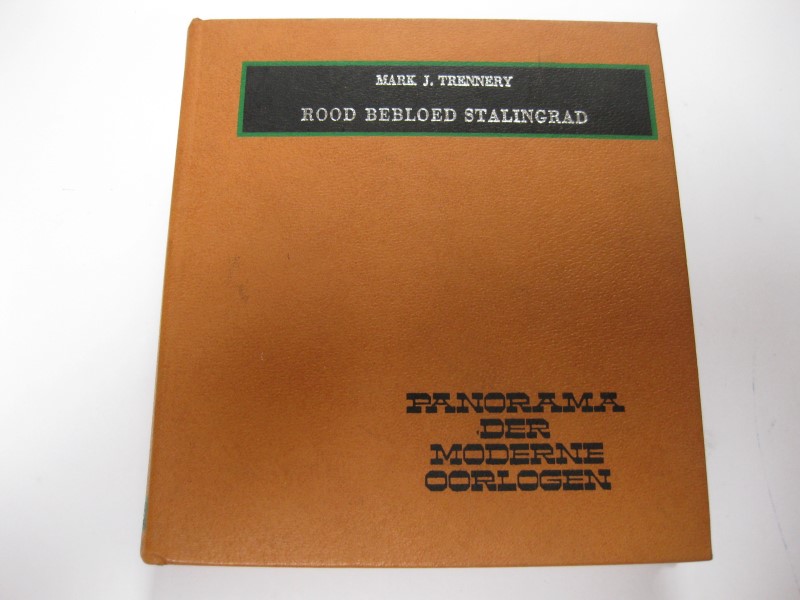 MARK J. TRENNERY
ROOD BEBLOED STALINGRAD
PANORAMA
DER
MODERNE
OORLOGEN